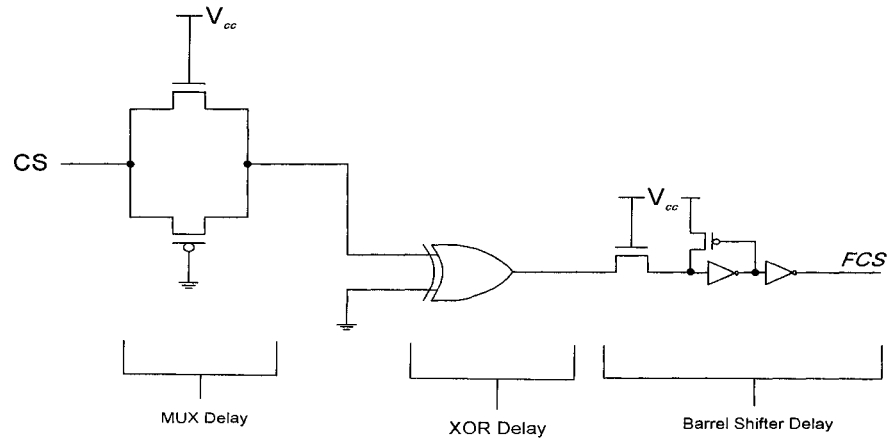 Vcc
CS
Vcc
FCS
MUX Delay
XOR Delay
Barrel Shifter Delay